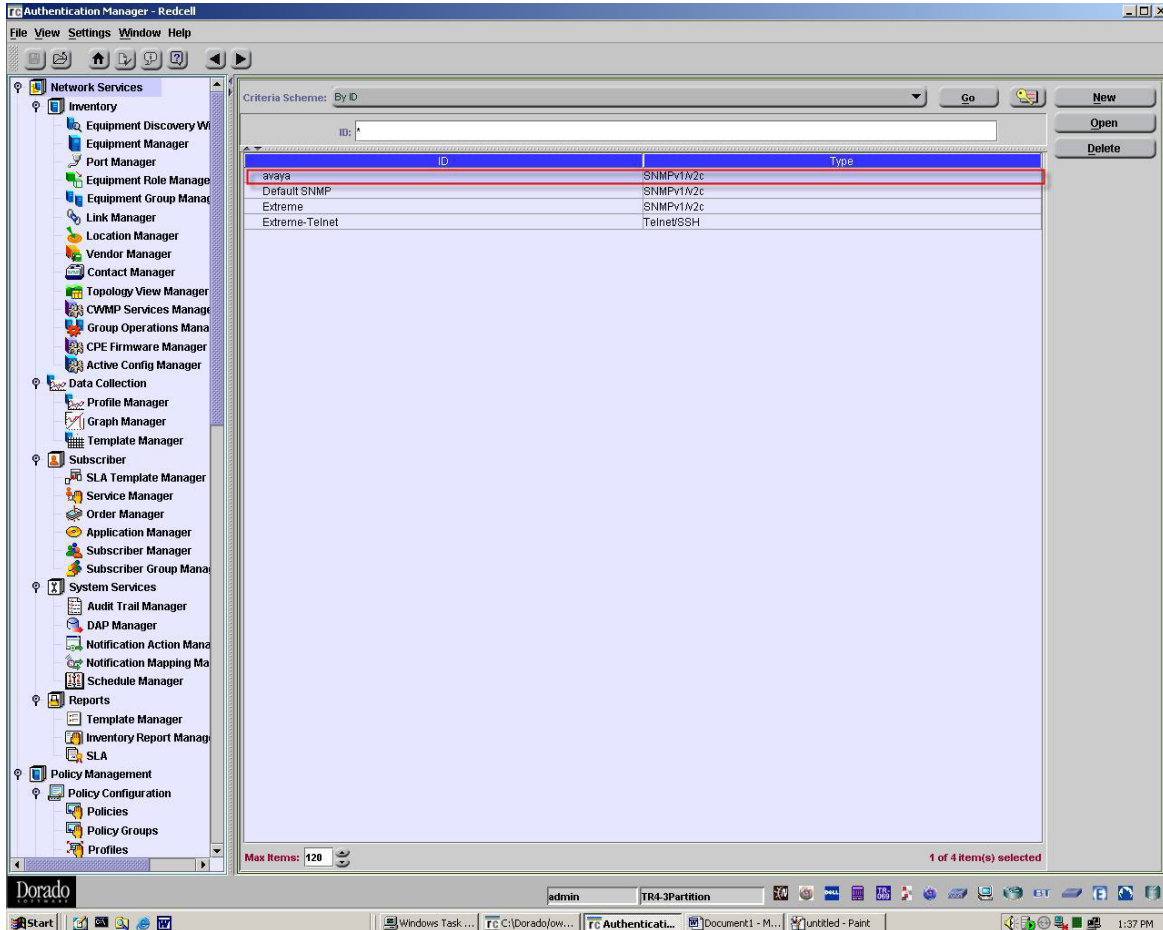 Authentication Manager - Redcell
File View Settings Window Help
Network Services
Inventory
Equipment Discovery Wi
Equipment Manager
Port Manager
Equipment Role Manage
Equipment Group Manag
Link Manager
Location Manager
Vendor Manager
Contact Manager
Topology View Manager
CWMP Services Manage
Group Operations Mana
CPE Firmware Manager
Active Config Manager
Data Collection
Profile Manager
Graph Manager
Template Manager
Subscriber
SLA Template Manager
Service Manager
Order Manager
Application Manager
Subscriber Manager
Subscriber Group Mana
System Services
Audit Trail Manager
DAP Manager
Notification Action Mana
Notification Mapping Ma
Schedule Manager
Reports
Template Manager
Inventory Report Manag
SLA
Policy Management
Policy Configuration
Policies
Policy Groups
Profiles
Criteria Scheme: By ID
Go
ID: *
ID Type
avaya SNMPv1/v2c
Default SNMP SNMPv1/v2c
Extreme SNMPv1/v2c
Extreme-Telnet Telnet/SSH
Max Items: 120
1 of 4 item(s) selected
New
Open
Delete
Dorado
SOFTWARE
admin
TR4-3Partition
Start
Windows Task ...
C:\Dorado/ow...
Authenticati...
Document1 - M...
untitled - Paint
1:37 PM